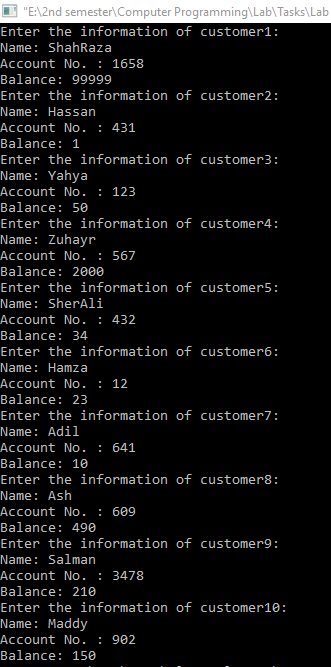 "E:\2nd semester\Computer Programming\Lab\Tasks\Lab
Enter the information of customer1:
Name: ShahRaza
Account No. : 1658
Balance: 99999
Enter the information of customer2:
Name: Hassan
Account No. : 431
Balance: 1
Enter the information of customer3:
Name: Yahya
Account No. : 123
Balance: 50
Enter the information of customer4:
Name: Zuhayr
Account No. : 567
Balance: 2000
Enter the information of customer5:
Name: SherAli
Account No. : 432
Balance: 34
Enter the information of customer6:
Name: Hamza
Account No. : 12
Balance: 23
Enter the information of customer7:
Name: Adil
Account No. : 641
Balance: 10
Enter the information of customer8:
Name: Ash
Account No. : 609
Balance: 490
Enter the information of customer9:
Name: Salman
Account No. : 3478
Balance: 210
Enter the information of customer10:
Name: Maddy
Account No. : 902
Balance: 150